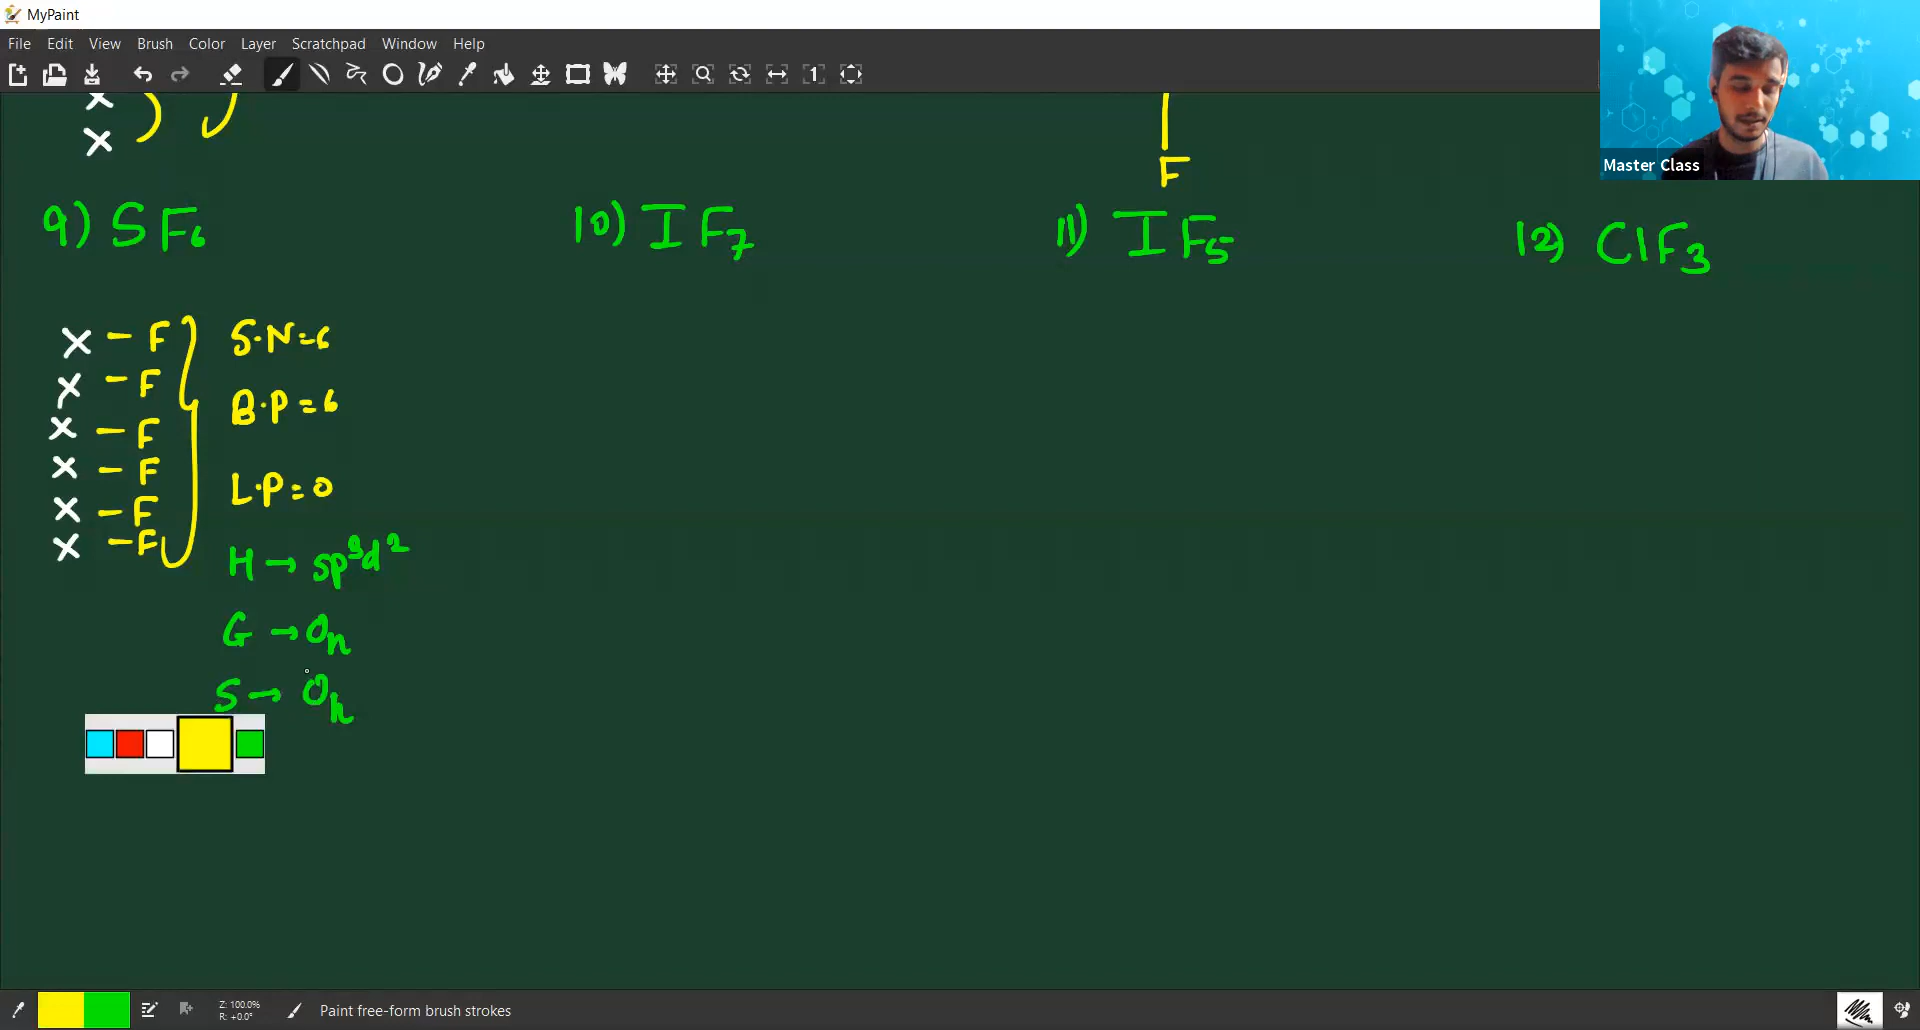 MyPaint
File Edit View Brush Color Layer Scratchpad Window Help
Master Class
F
9) SF₆
10) IF₇
11) IF₅
12) ClF₃
X - F
X - F
X - F
X - F
X - F
X - F
S.N=6
B.P=6
L.P=0
H → sp³d²
G → Oh
S → Oh
Z: 100.0%
R: +0.0°
Paint free-form brush strokes